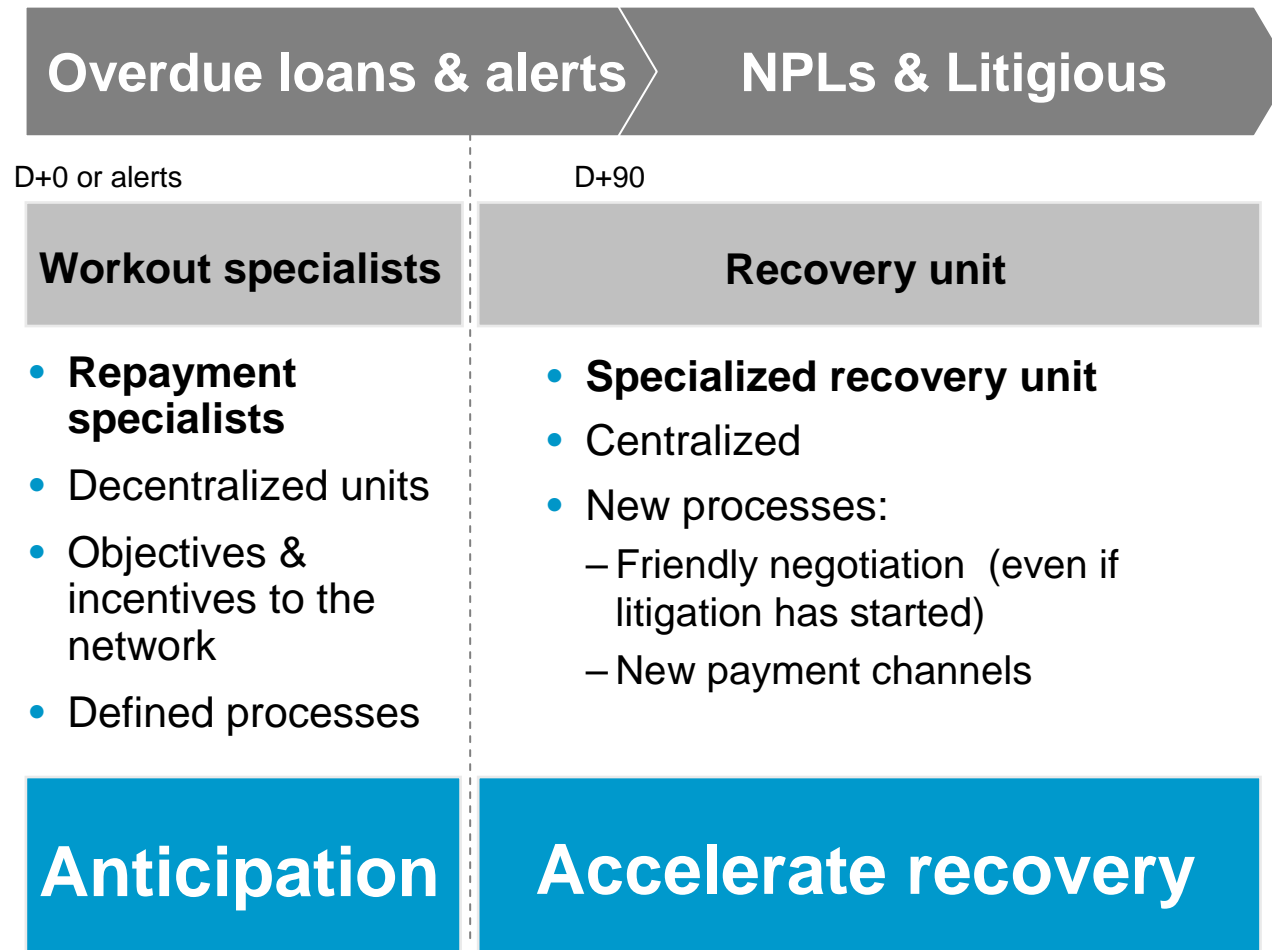 Overdue loans & alerts
NPLs & Litigious
D+0 or alerts
D+90
Workout specialists
Recovery unit
• Repayment
specialists
• Decentralized units
• Objectives &
incentives to the
network
• Defined processes
• Specialized recovery unit
• Centralized
• New processes:
– Friendly negotiation (even if
litigation has started)
– New payment channels
Anticipation
Accelerate recovery